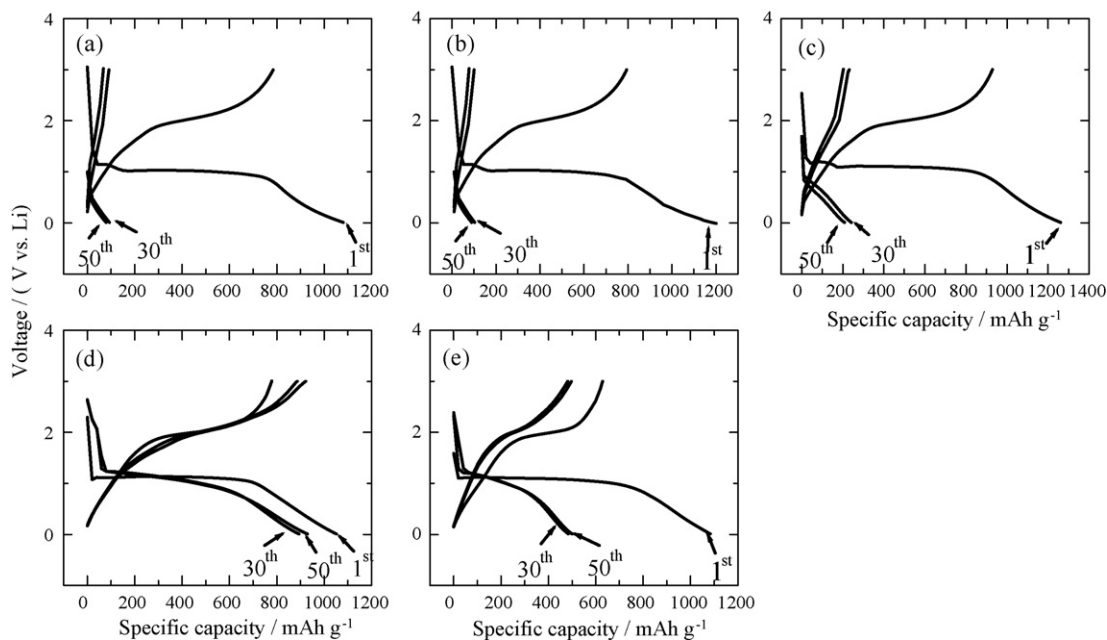 (a)
4
2
0
50th
30th
1st
0 200 400 600 800 1000 1200
(b)
4
2
0
50th
30th
1st
0 200 400 600 800 1000 1200
(c)
4
2
0
50th
30th
1st
0 200 400 600 800 1000 1200 1400
Specific capacity / mAh g-1
Voltage / ( V vs. Li)
(d)
4
2
0
30th
50th
1st
0 200 400 600 800 1000 1200
Specific capacity / mAh g-1
(e)
4
2
0
30th
50th
1st
0 200 400 600 800 1000 1200
Specific capacity / mAh g-1